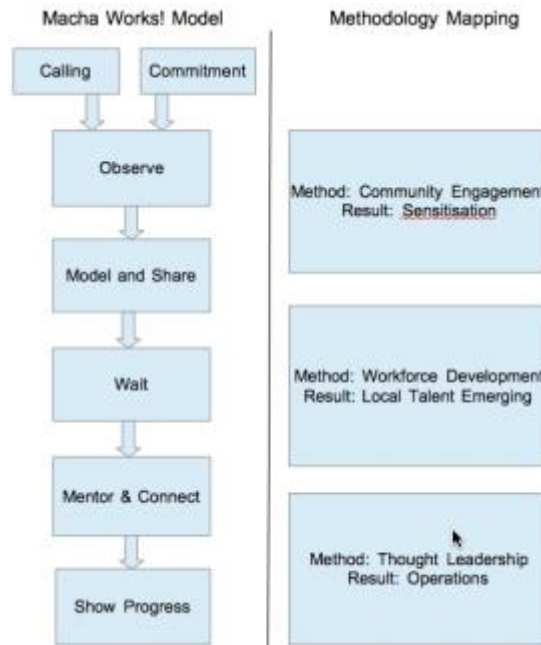 Macha Works! Model
Methodology Mapping
Calling
Commitment
Observe
Model and Share
Wait
Mentor & Connect
Show Progress
Method: Community Engagement
Result: Sensitisation
Method: Workforce Development
Result: Local Talent Emerging
Method: Thought Leadership
Result: Operations